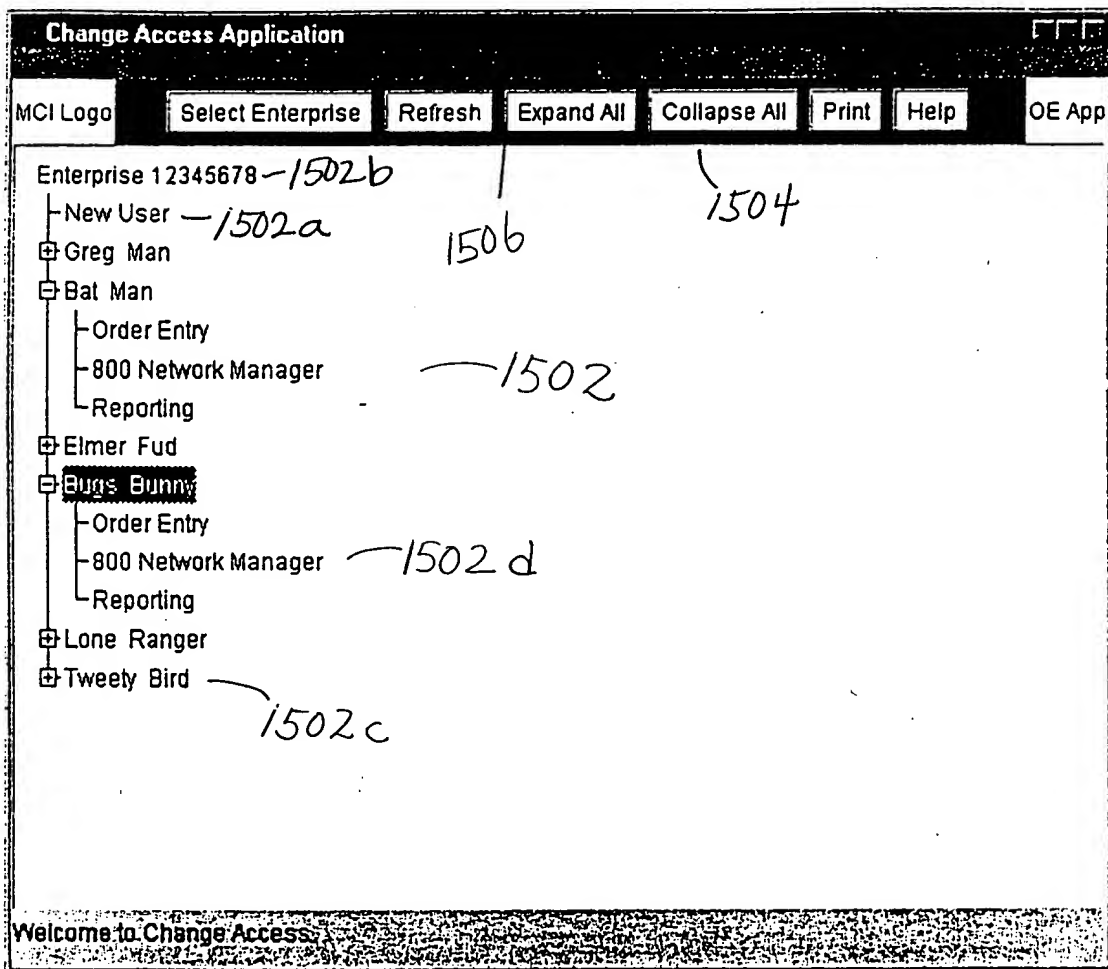 Change Access Application
MCI Logo Select Enterprise Refresh Expand All Collapse All Print Help OE App
Enterprise 12345678 1502b
New User 1502a
1506 1504
Greg Man
Bat Man
Order Entry
800 Network Manager 1502
Reporting
Elmer Fud
Bugs Bunny
Order Entry
800 Network Manager 1502d
Reporting
Lone Ranger
Tweety Bird
1502c
Welcome to Change Access.